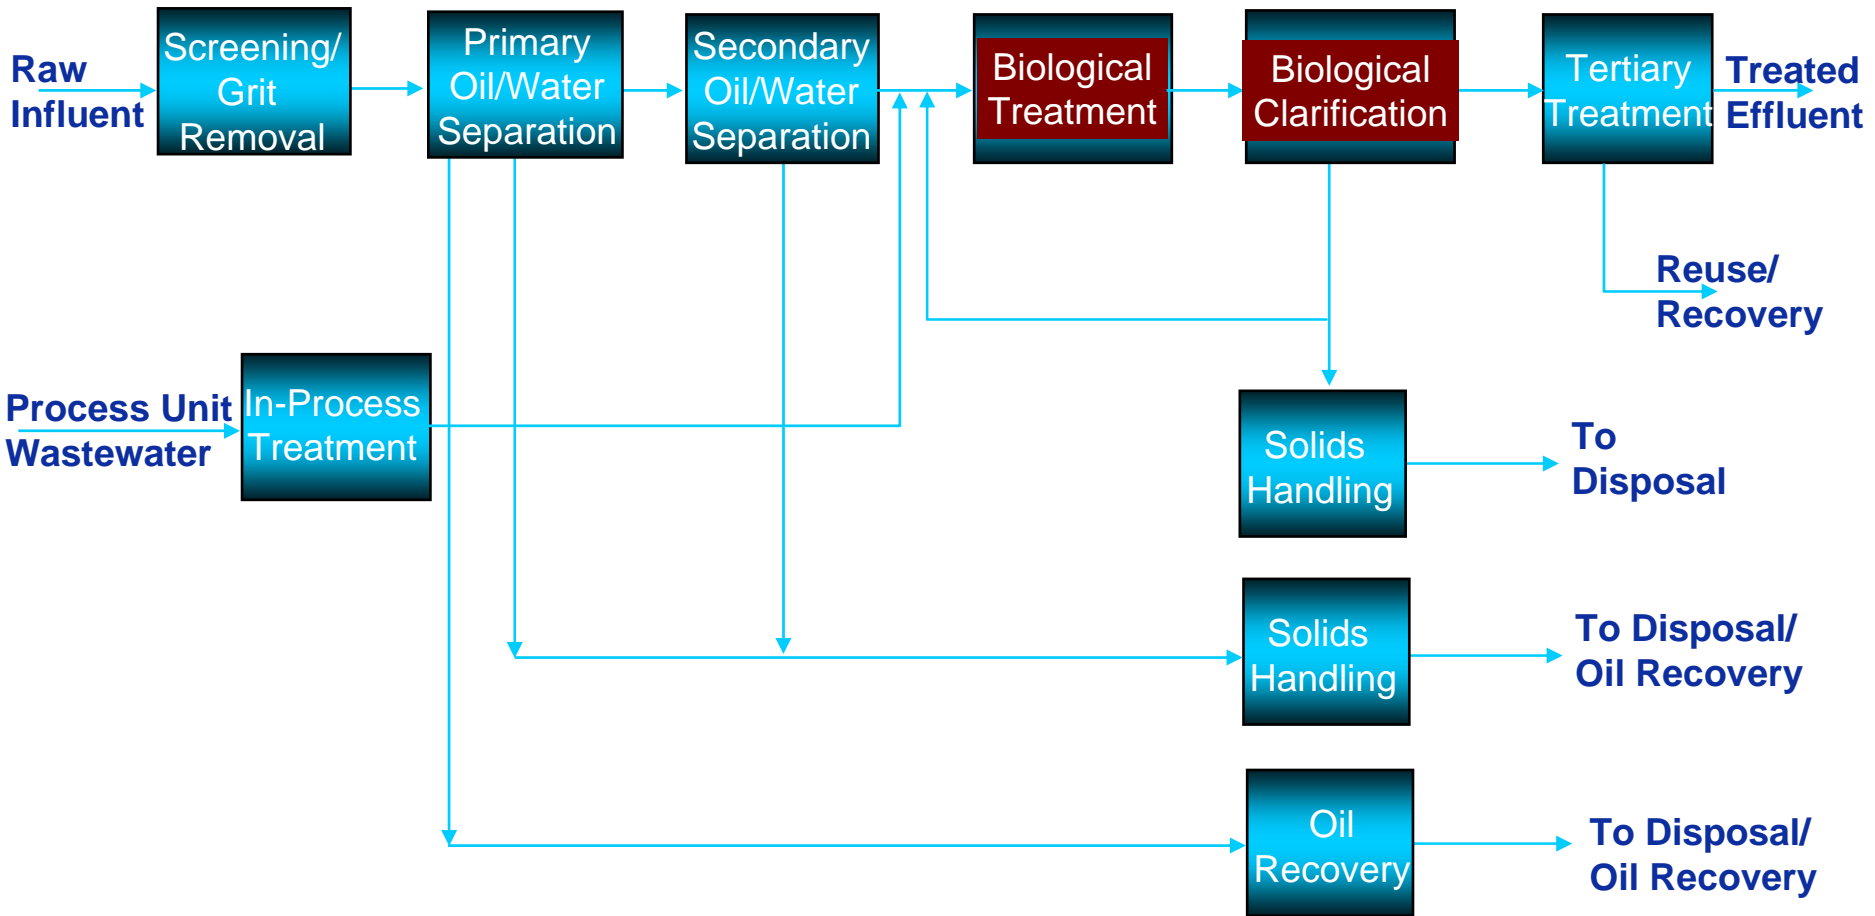 Raw
Influent
Screening/
Grit
Removal
Primary
Oil/Water
Separation
Secondary
Oil/Water
Separation
Biological
Treatment
Biological
Clarification
Tertiary
Treatment
Treated
Effluent
Reuse/
Recovery
Process Unit
Wastewater
In-Process
Treatment
Solids
Handling
To
Disposal
Solids
Handling
To Disposal/
Oil Recovery
Oil
Recovery
To Disposal/
Oil Recovery